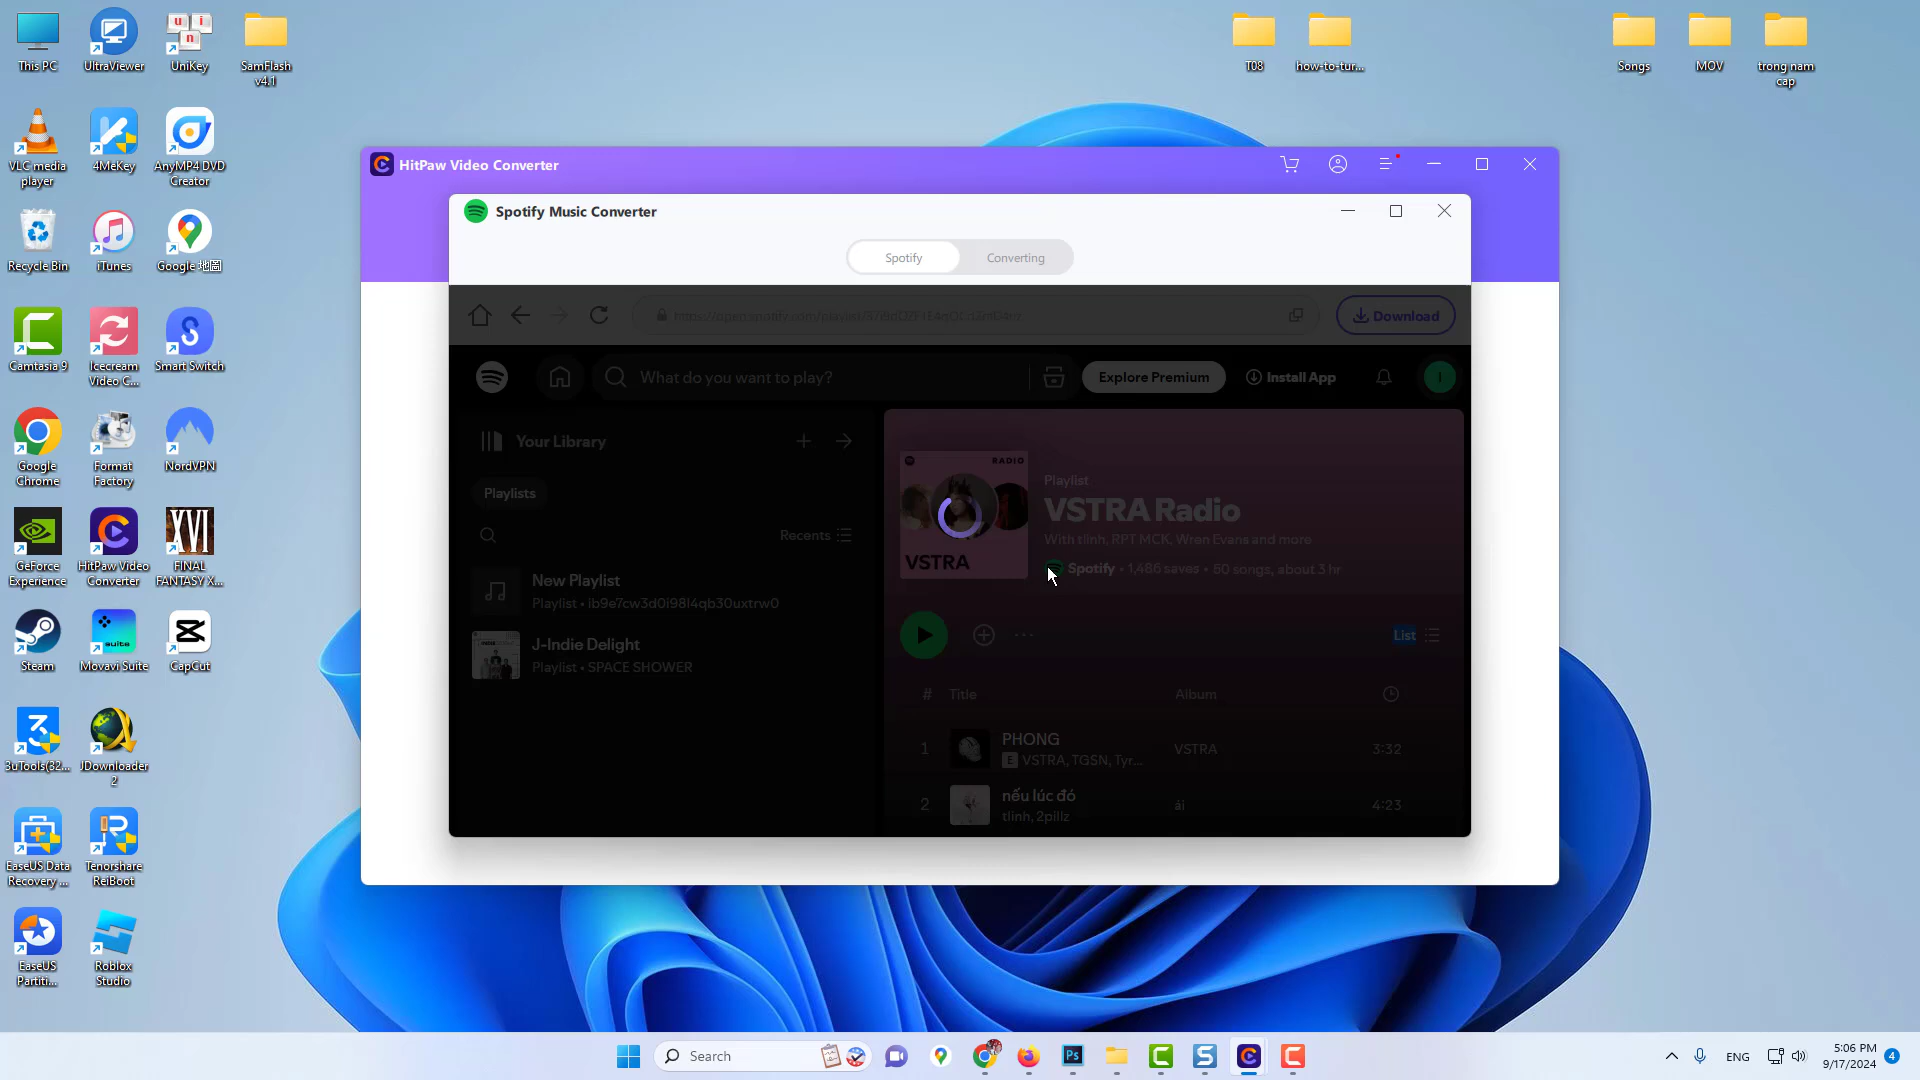 This PC
UltraViewer
UniKey
SamFlash
v4.1
T08
how-to-tur...
Songs
MOV
trong nam
cap
VLC media
player
4MeKey
AnyMP4 DVD
Creator
Recycle Bin
iTunes
Google 地圖
Camtasia 9
Icecream
Video C...
Smart Switch
Google
Chrome
Format
Factory
NordVPN
GeForce
Experience
HitPaw Video
Converter
FINAL
FANTASY X...
Steam
Movavi Suite
CapCut
3uTools(32...
JDownloader
2
EaseUS Data
Recovery ...
Tenorshare
ReiBoot
EaseUS
Partiti...
Roblox
Studio
HitPaw Video Converter
Spotify Music Converter
Spotify
Converting
Download
What do you want to play?
Explore Premium
Install App
Your Library
Playlists
Recents
New Playlist
Playlist • ib9e7cw3d0i98l4qb30uxtrw0
J-Indie Delight
Playlist • SPACE SHOWER
RADIO
VSTRA
Playlist
VSTRA Radio
With tlinh, RPT MCK, Wren Evans and more
Spotify • 1,486 saves • 50 songs, about 3 hr
List
# Title Album
1 PHONG VSTRA 3:32
E VSTRA, TGSN, Tyr...
2 nếu lúc đó ái 4:23
tlinh, 2pillz
Search
ENG
5:06 PM
9/17/2024
4